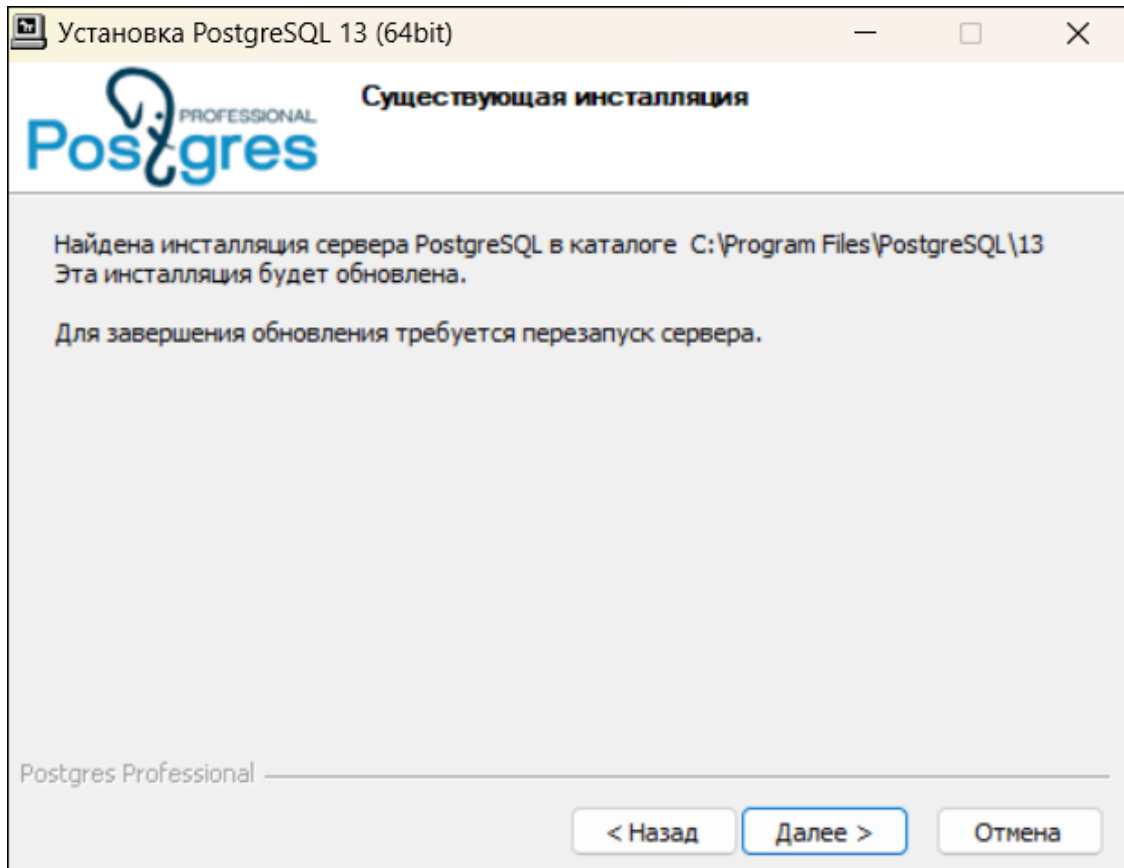 Установка PostgreSQL 13 (64bit)
PROFESSIONAL
Postgres
Существующая инсталляция
Найдена инсталляция сервера PostgreSQL в каталоге C:\Program Files\PostgreSQL\13
Эта инсталляция будет обновлена.
Для завершения обновления требуется перезапуск сервера.
Postgres Professional
< Назад
Далее >
Отмена